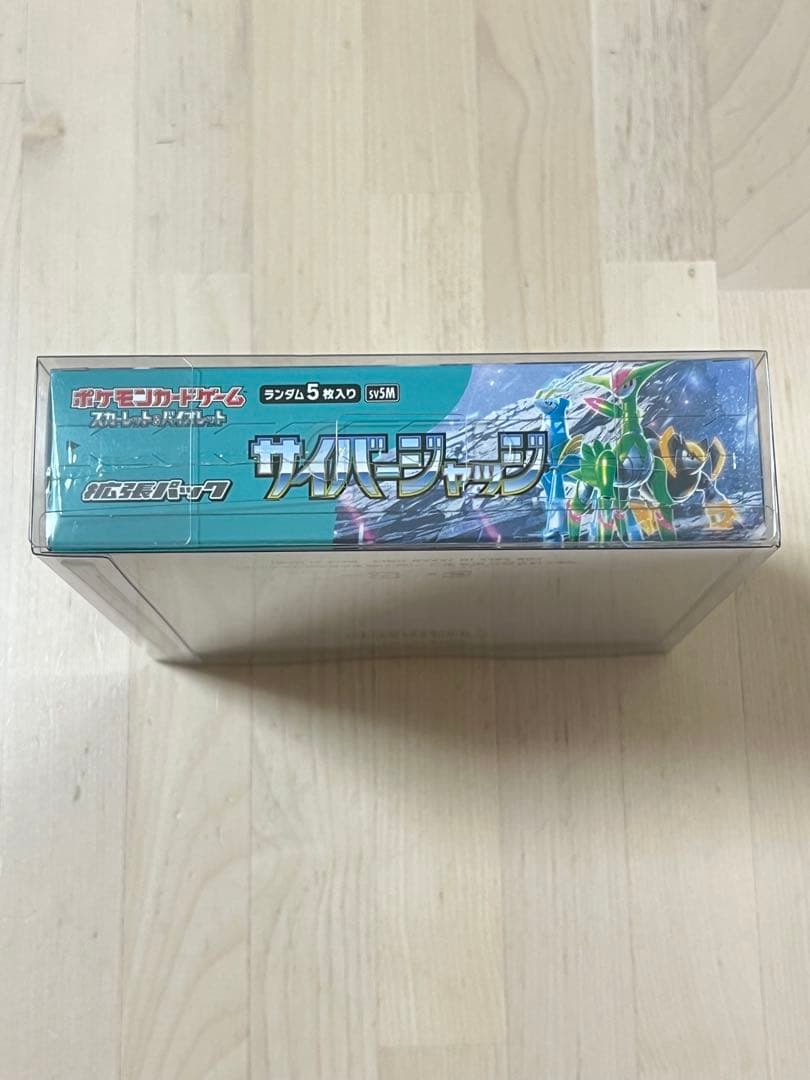 ポケモンカードゲーム
スカーレット&バイオレット
ランダム5枚入り sv5M
拡張パック
サイバージャッジ